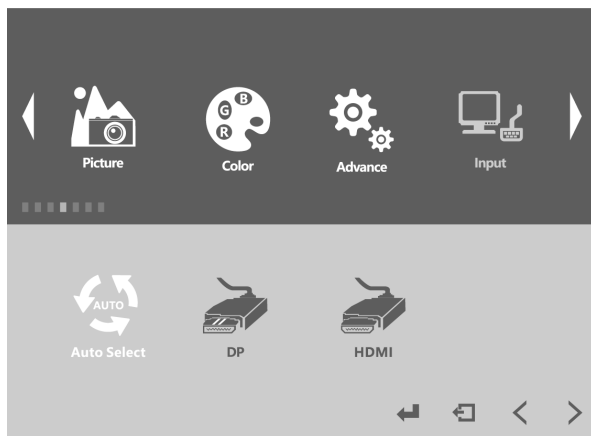 Picture
Color
Advance
Input
B
G
R
AUTO
Auto Select
DP
HDMI